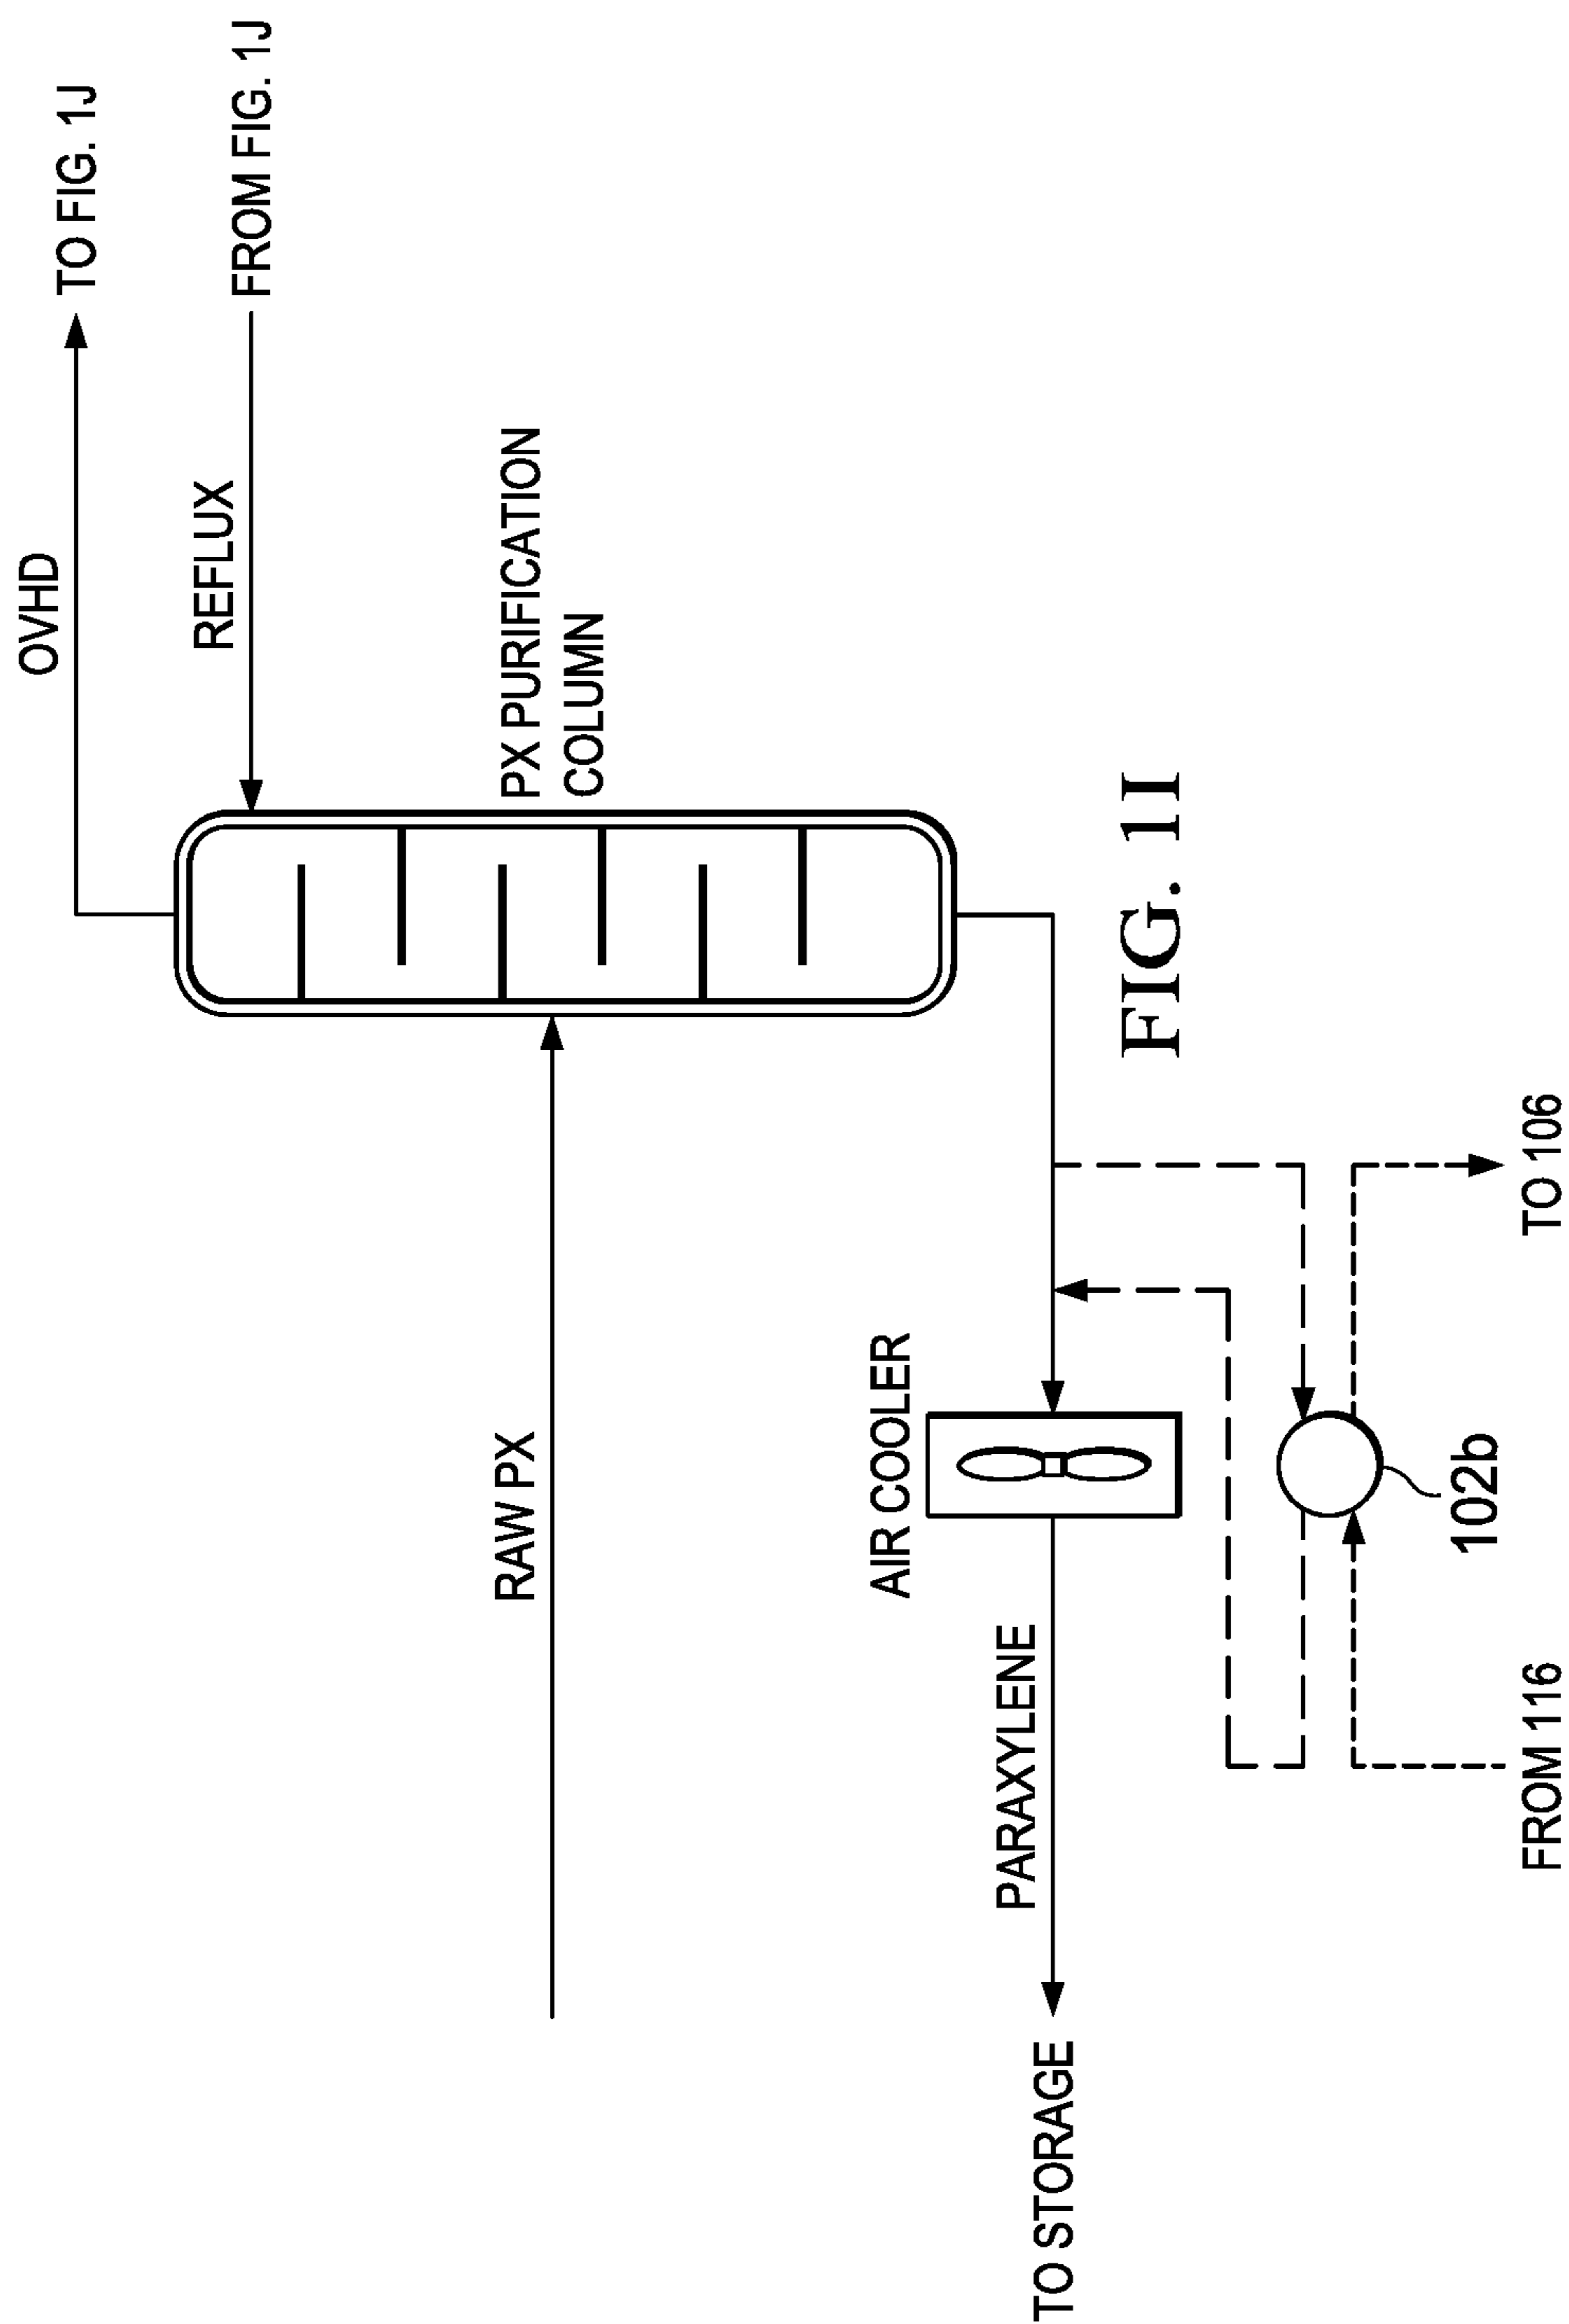 OVHD
TO FIG. 1J
REFLUX
FROM FIG. 1J
PX PURIFICATION
COLUMN
RAW PX
AIR COOLER
PARAXYLENE
TO STORAGE
102b
FROM 116
TO 106
FIG. 1I